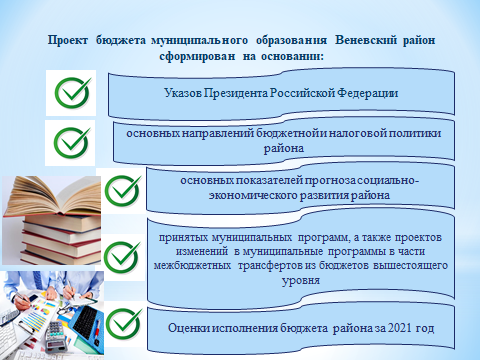 Проект бюджета муниципального образования Веневский район
сформирован на основании:
Указов Президента Российской Федерации
основных направлений бюджетной и налоговой политики
района
основных показателей прогноза социально-
экономического развития района
принятых муниципальных программ, а также проектов
изменений в муниципальные программы в части
межбюджетных трансфертов из бюджетов вышестоящего
уровня
Оценки исполнения бюджета района за 2021 год